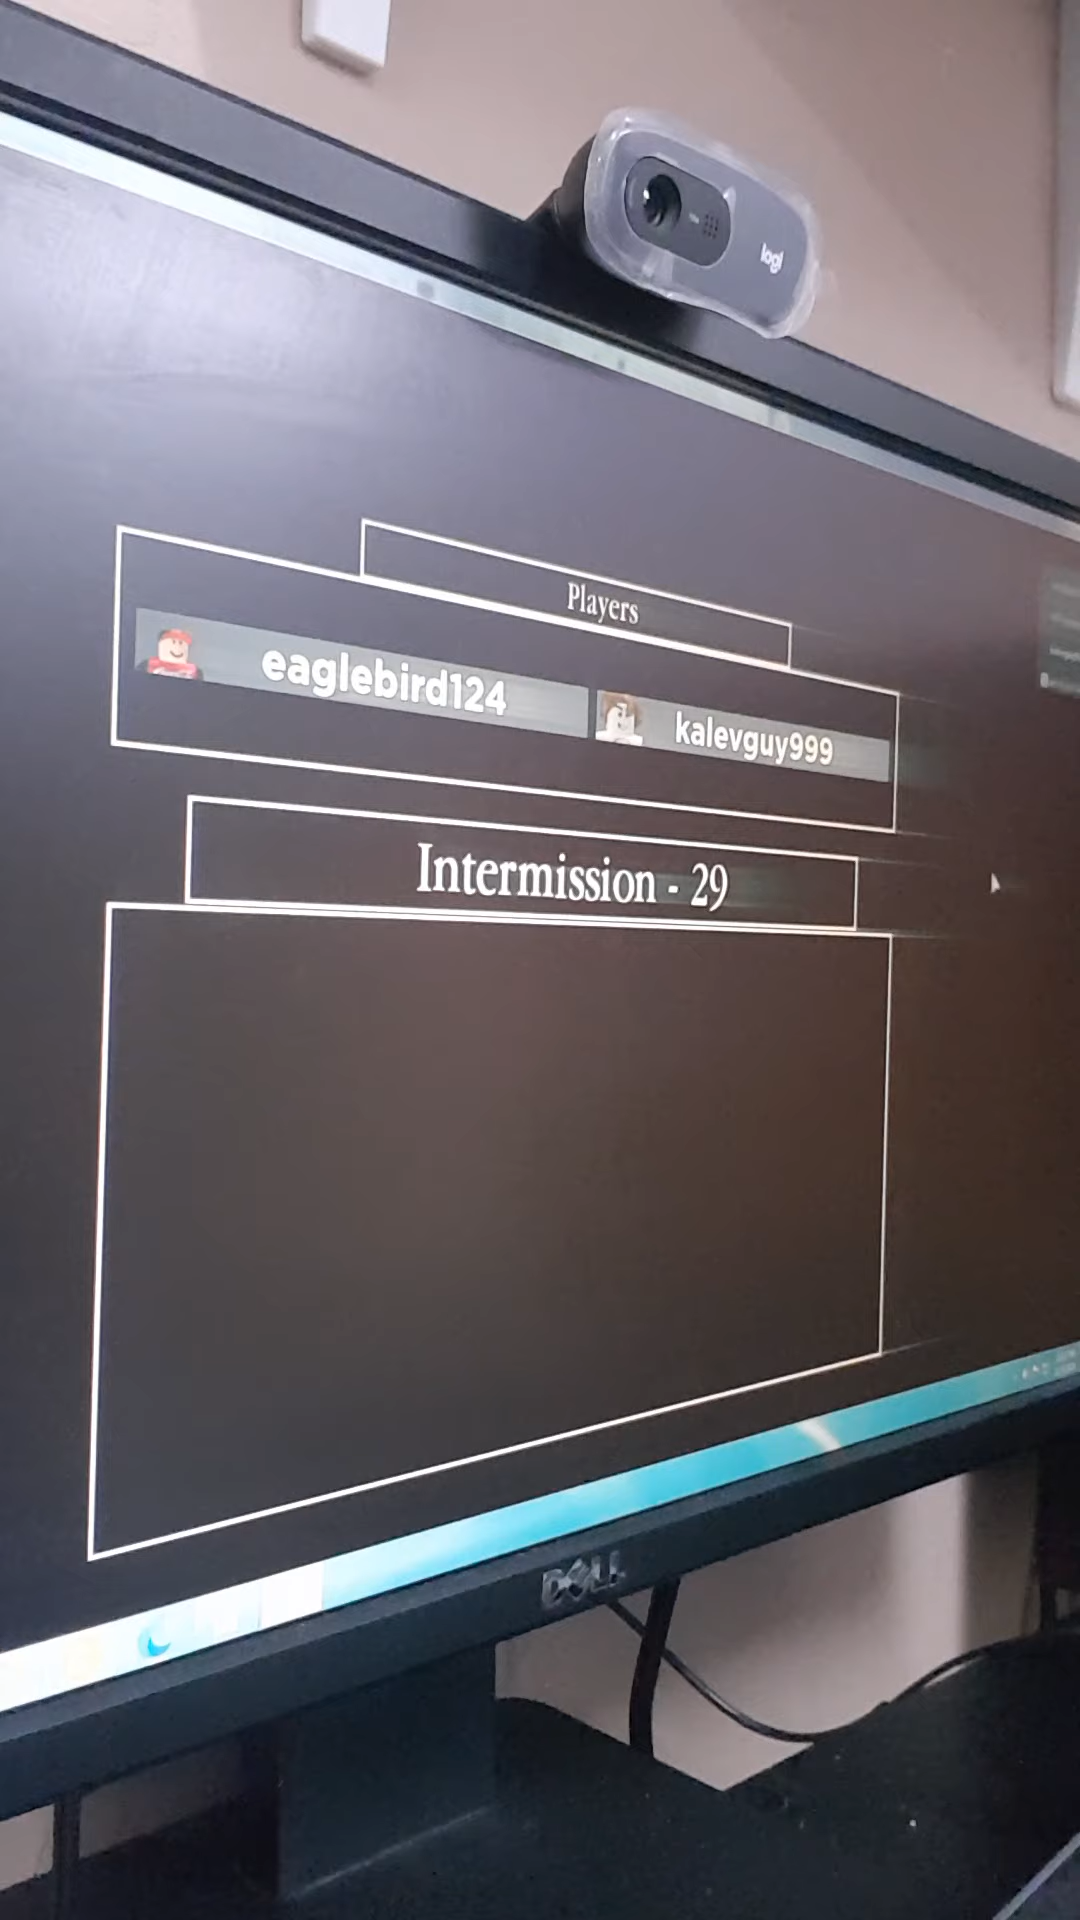 logi
Players
eaglebird124
kalevguy999
Intermission - 29
DELL